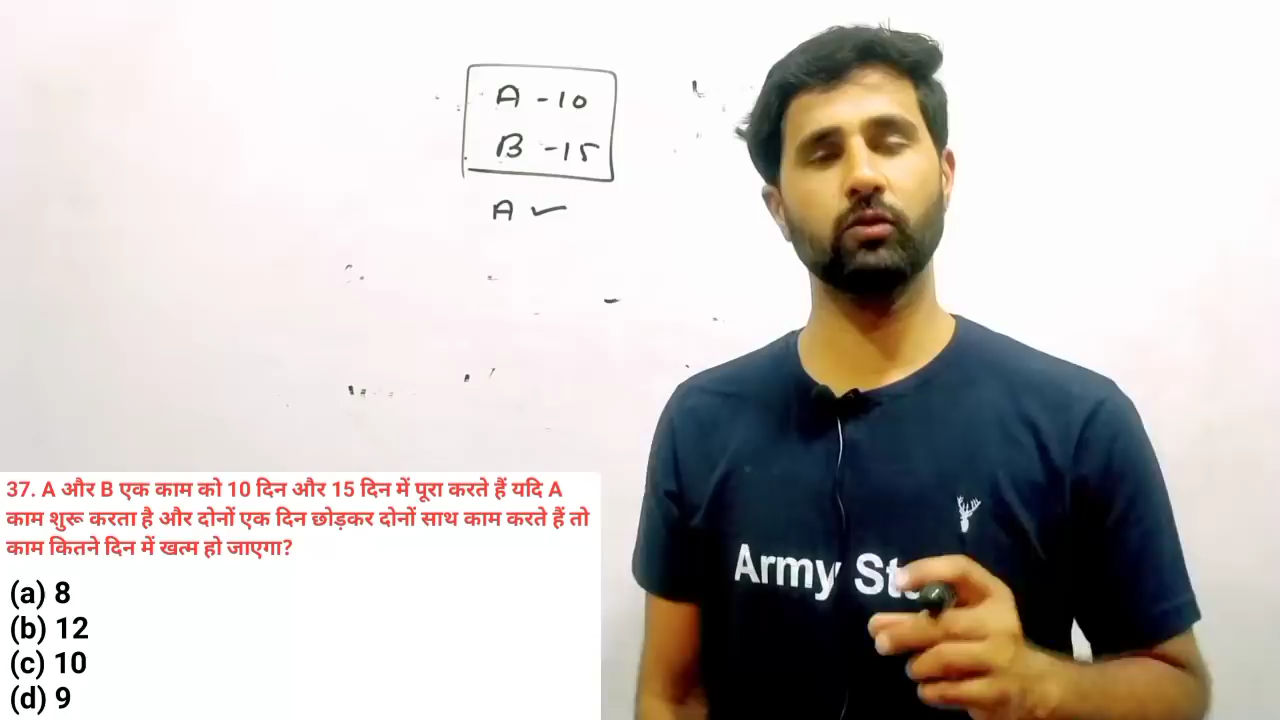 A - 10
B - 15
A ✓
Army
37. A और B एक काम को 10 दिन और 15 दिन में पूरा करते हैं यदि A
काम शुरू करता है और दोनों एक दिन छोड़कर दोनों साथ काम करते हैं तो
काम कितने दिन में खत्म हो जाएगा?
(a) 8
(b) 12
(c) 10
(d) 9